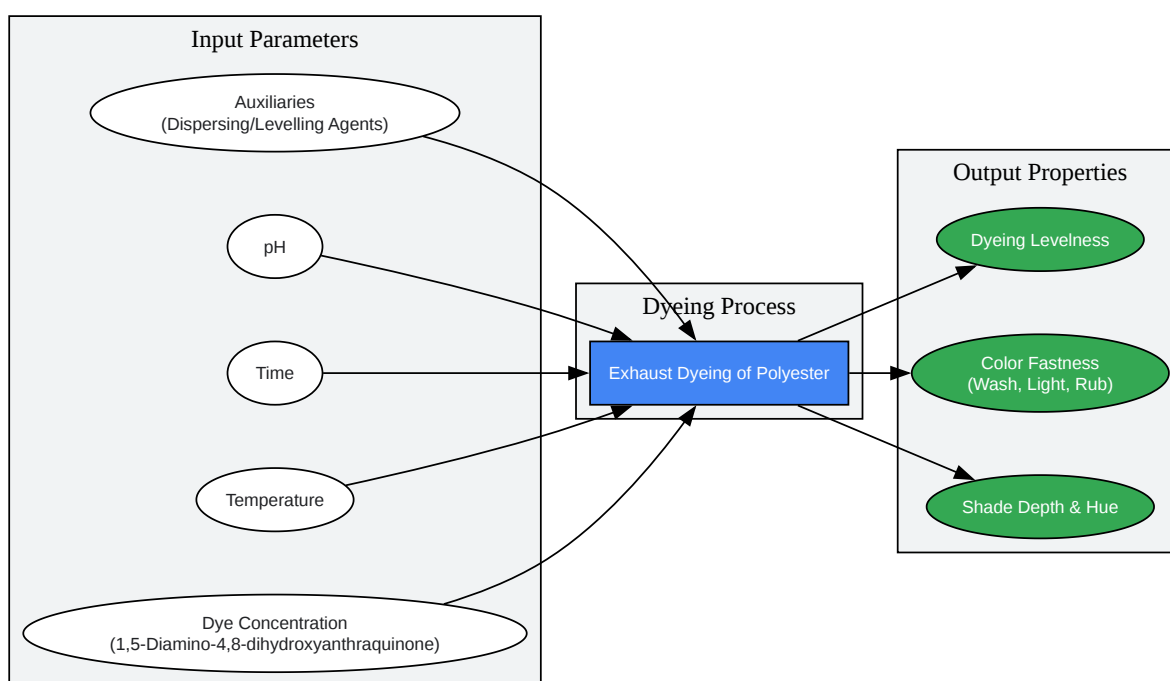 Input Parameters
Auxiliaries
(Dispersing/Levelling Agents)
pH
Time
Temperature
Dye Concentration
(1,5-Diamino-4,8-dihydroxyanthraquinone)
Dyeing Process
Exhaust Dyeing of Polyester
Output Properties
Dyeing Levelness
Color Fastness
(Wash, Light, Rub)
Shade Depth & Hue